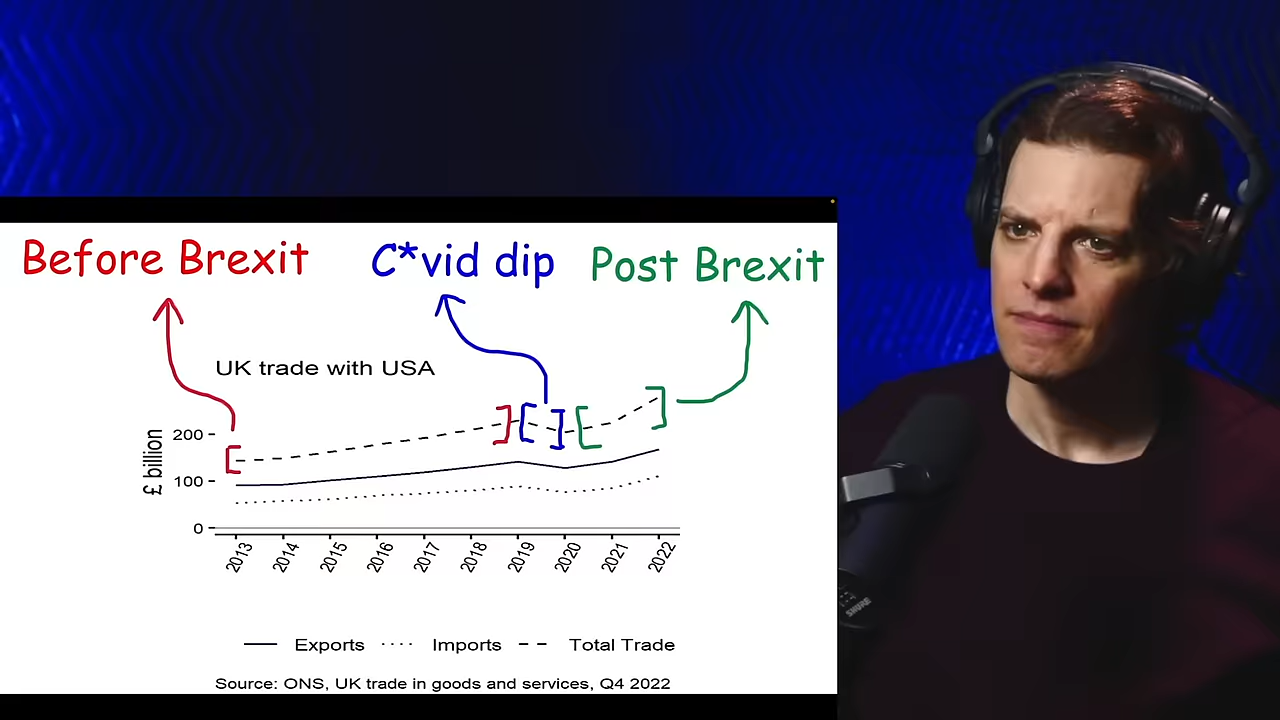 Before Brexit
C*vid dip
Post Brexit
UK trade with USA
£ billion
200
100
0
2013
2014
2015
2016
2017
2018
2019
2020
2021
2022
Exports
Imports
Total Trade
Source: ONS, UK trade in goods and services, Q4 2022
SHURE